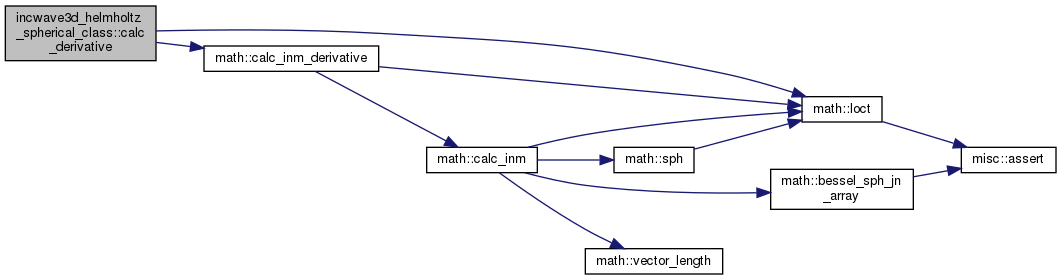 incwave3d_helmholtz
_spherical_class::calc
_derivative
math::calc_inm_derivative
math::calc_inm
math::loct
math::sph
math::bessel_sph_jn
_array
math::vector_length
misc::assert